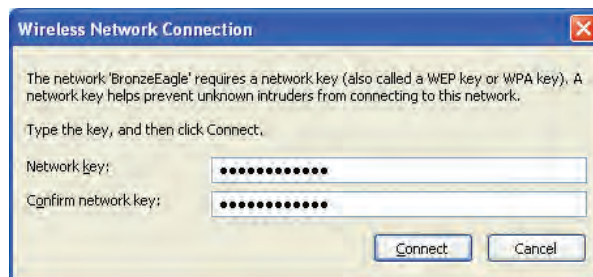 Wireless Network Connection
The network 'BronzeEagle' requires a network key (also called a WEP key or WPA key). A
network key helps prevent unknown intruders from connecting to this network.
Type the key, and then click Connect.
Network key: ●●●●●●●●●●●●
Confirm network key: ●●●●●●●●●●●●
Connect Cancel